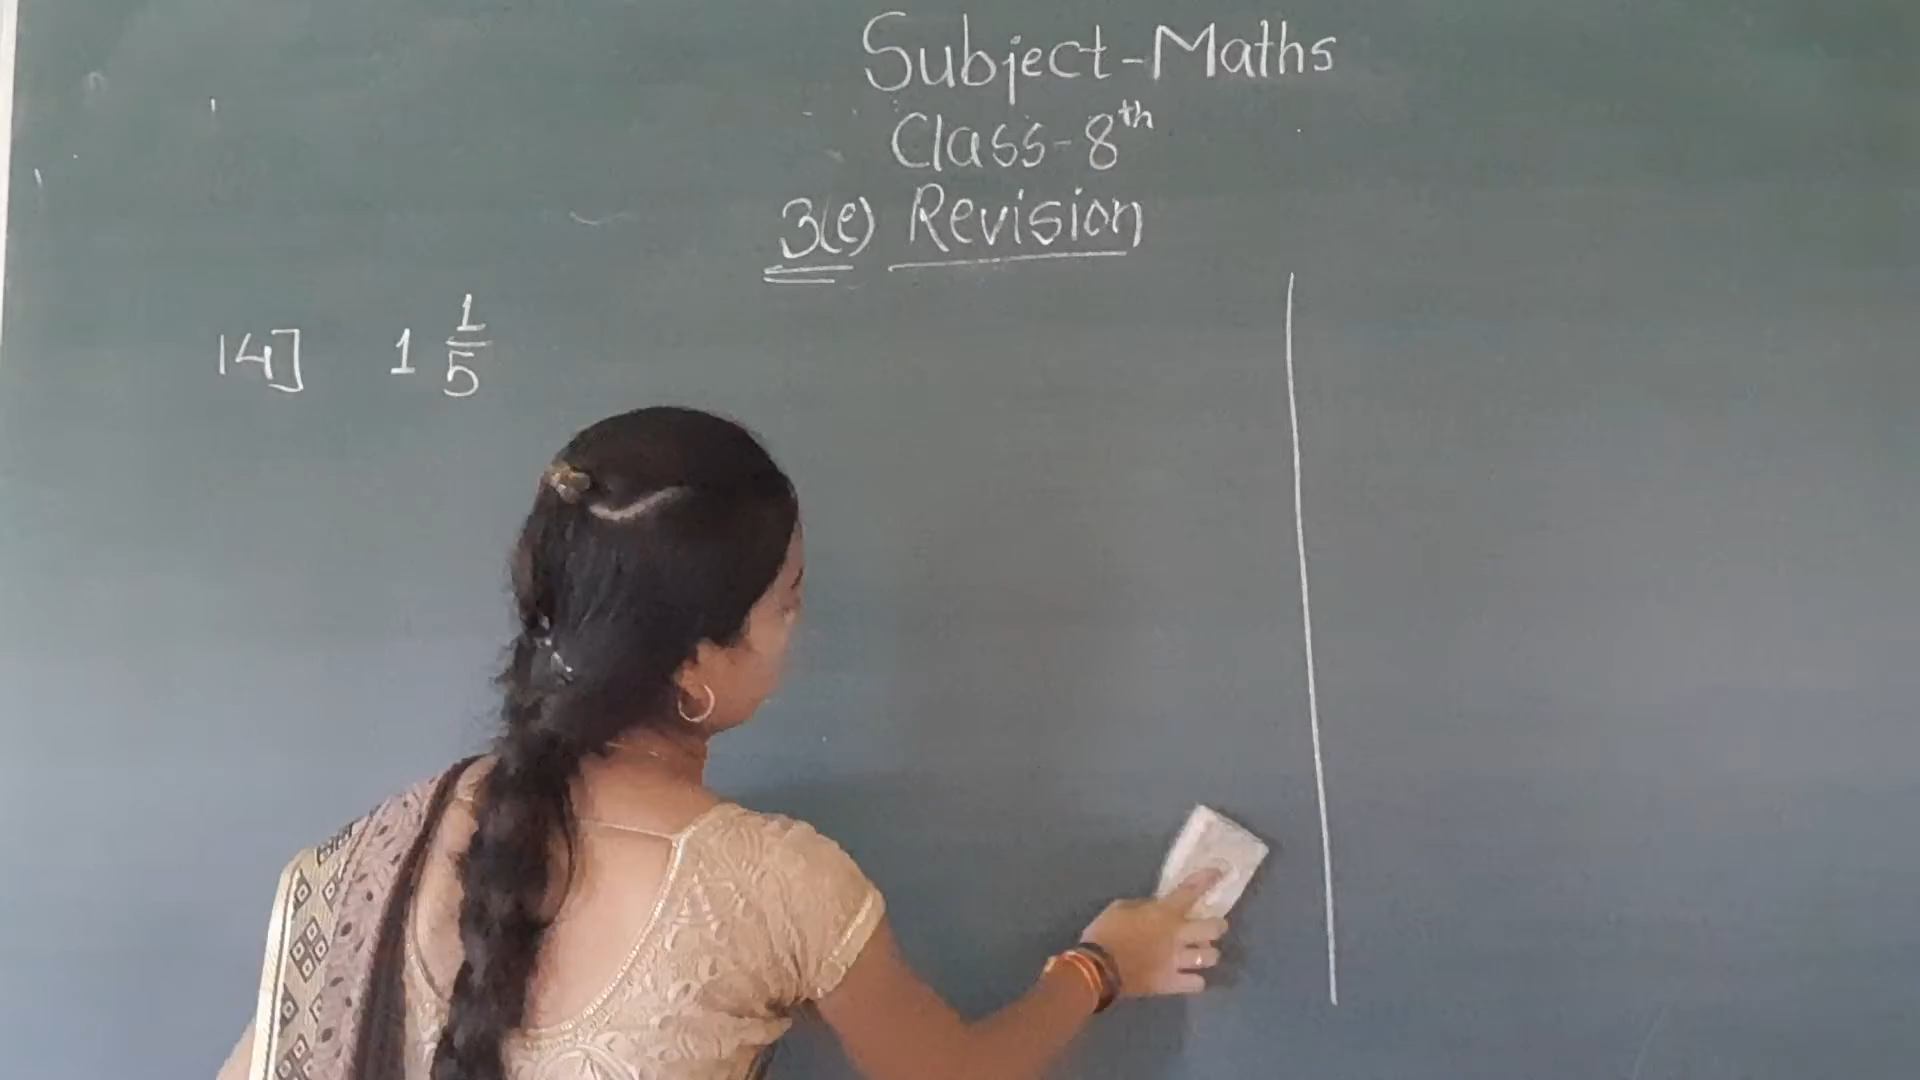 Subject-Maths
Class-8th
3(e) Revision
14] 1 1/5